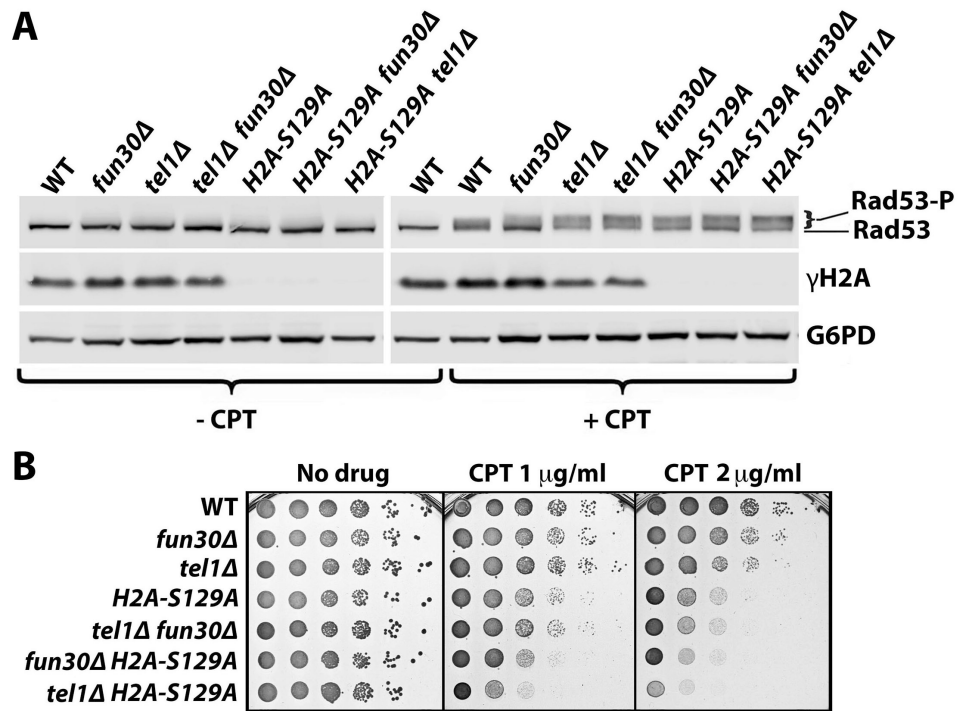 A
WT
fun30Δ
tel1Δ
tel1Δ fun30Δ
H2A-S129A
H2A-S129A fun30Δ
H2A-S129A tel1Δ
WT
WT
fun30Δ
tel1Δ
tel1Δ fun30Δ
H2A-S129A
H2A-S129A fun30Δ
H2A-S129A tel1Δ
Rad53-P
Rad53
γH2A
G6PD
- CPT
+ CPT
B
No drug
CPT 1 μg/ml
CPT 2 μg/ml
WT
fun30Δ
tel1Δ
H2A-S129A
tel1Δ fun30Δ
fun30Δ H2A-S129A
tel1Δ H2A-S129A